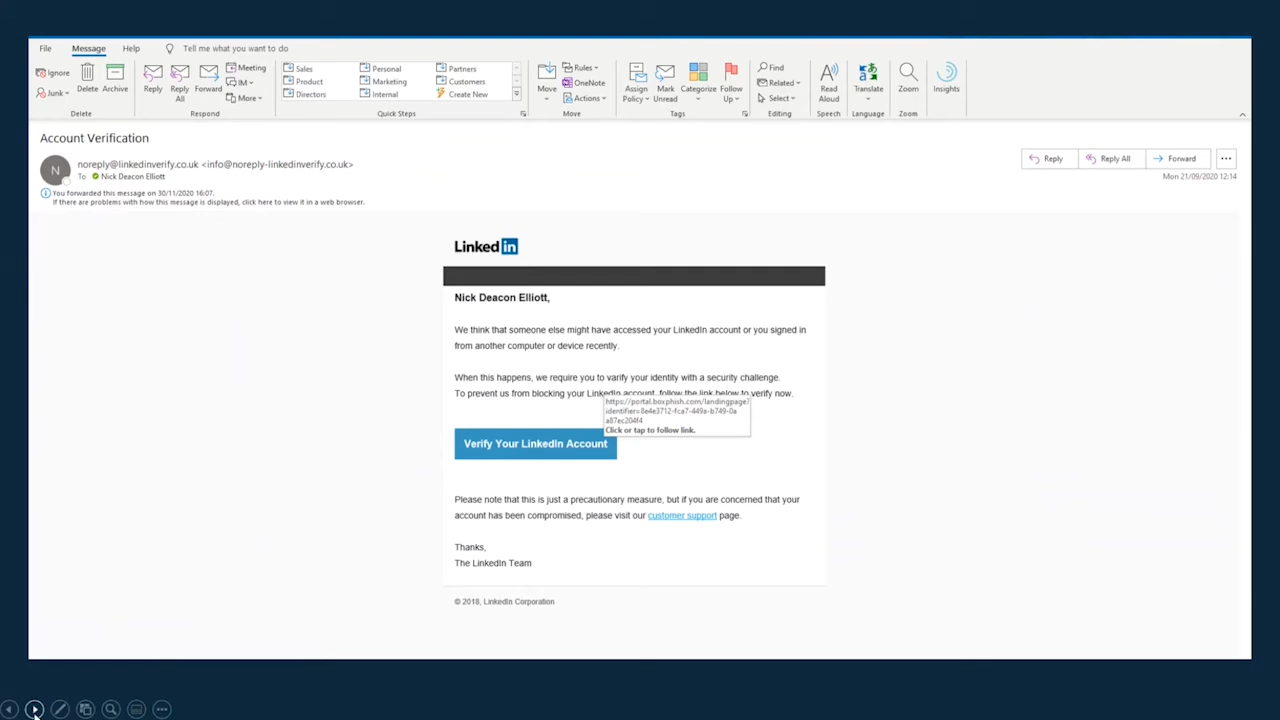 File Message Help Tell me what you want to do
Ignore
Junk
Delete
Archive
Delete
Reply
Reply All
Forward
Meeting
IM
More
Respond
Sales Personal Partners
Product Marketing Customers
Directors Internal Create New
Quick Steps
Move
Rules
OneNote
Actions
Move
Assign Policy
Mark Unread
Categorize
Follow Up
Tags
Find
Related
Select
Editing
Read Aloud
Speech
Translate
Language
Zoom
Zoom
Insights
Account Verification
N
noreply@linkedinverify.co.uk <info@noreply-linkedinverify.co.uk>
To Nick Deacon Elliott
Reply Reply All Forward
Mon 21/09/2020 12:14
You forwarded this message on 30/11/2020 16:07.
If there are problems with how this message is displayed, click here to view it in a web browser.
Linked in
Nick Deacon Elliott,
We think that someone else might have accessed your LinkedIn account or you signed in
from another computer or device recently.
When this happens, we require you to varify your identity with a security challenge.
To prevent us from blocking your LinkedIn account, follow the link below to verify now.
https://portal.boxphish.com/landingpage?
identifier=8e4e3712-fca7-449a-b749-0a
a87ec204f4
Click or tap to follow link.
Verify Your LinkedIn Account
Please note that this is just a precautionary measure, but if you are concerned that your
account has been compromised, please visit our customer support page.
Thanks,
The LinkedIn Team
© 2018, LinkedIn Corporation